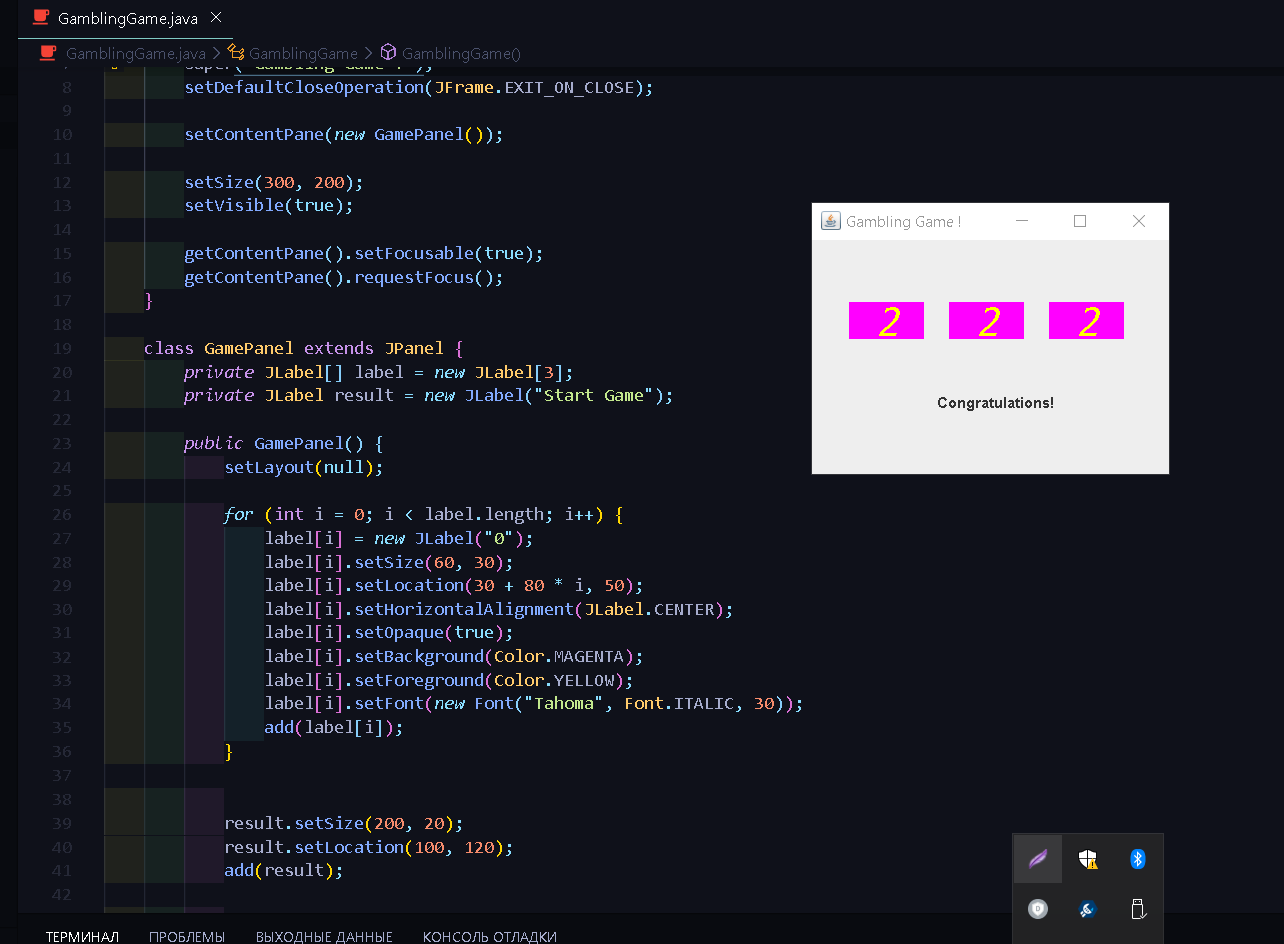 GamblingGame.java
GamblingGame.java GamblingGame GamblingGame()
8 setDefaultCloseOperation(JFrame.EXIT_ON_CLOSE);
9
10 setContentPane(new GamePanel());
11
12 setSize(300, 200);
13 setVisible(true);
14
15 getContentPane().setFocusable(true);
16 getContentPane().requestFocus();
17 }
18
19 class GamePanel extends JPanel {
20 private JLabel[] label = new JLabel[3];
21 private JLabel result = new JLabel("Start Game");
22
23 public GamePanel() {
24 setLayout(null);
25
26 for (int i = 0; i < label.length; i++) {
27 label[i] = new JLabel("0");
28 label[i].setSize(60, 30);
29 label[i].setLocation(30 + 80 * i, 50);
30 label[i].setHorizontalAlignment(JLabel.CENTER);
31 label[i].setOpaque(true);
32 label[i].setBackground(Color.MAGENTA);
33 label[i].setForeground(Color.YELLOW);
34 label[i].setFont(new Font("Tahoma", Font.ITALIC, 30));
35 add(label[i]);
36 }
37
38
39 result.setSize(200, 20);
40 result.setLocation(100, 120);
41 add(result);
42
Gambling Game !
2 2 2
Congratulations!
ТЕРМИНАЛ ПРОБЛЕМЫ ВЫХОДНЫЕ ДАННЫЕ КОНСОЛЬ ОТЛАДКИ